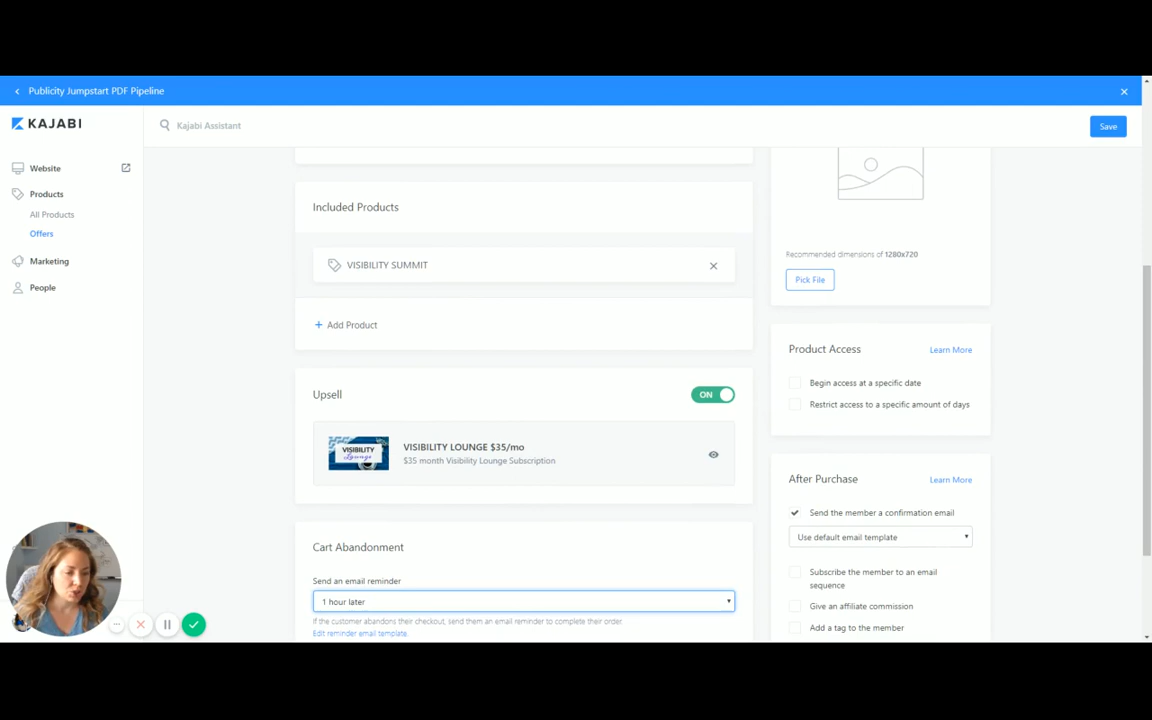 Publicity Jumpstart PDF Pipeline
KAJABI
Kajabi Assistant
Save
Website
Products
All Products
Offers
Marketing
People
Included Products
VISIBILITY SUMMIT
+ Add Product
Upsell
ON
VISIBILITY
Lounge
VISIBILITY LOUNGE $35/mo
$35 month Visibility Lounge Subscription
Cart Abandonment
Send an email reminder
1 hour later
If the customer abandons their checkout, send them an email reminder to complete their order.
Edit reminder email template.
Recommended dimensions of 1280x720
Pick File
Product Access
Learn More
Begin access at a specific date
Restrict access to a specific amount of days
After Purchase
Learn More
Send the member a confirmation email
Use default email template
Subscribe the member to an email
sequence
Give an affiliate commission
Add a tag to the member